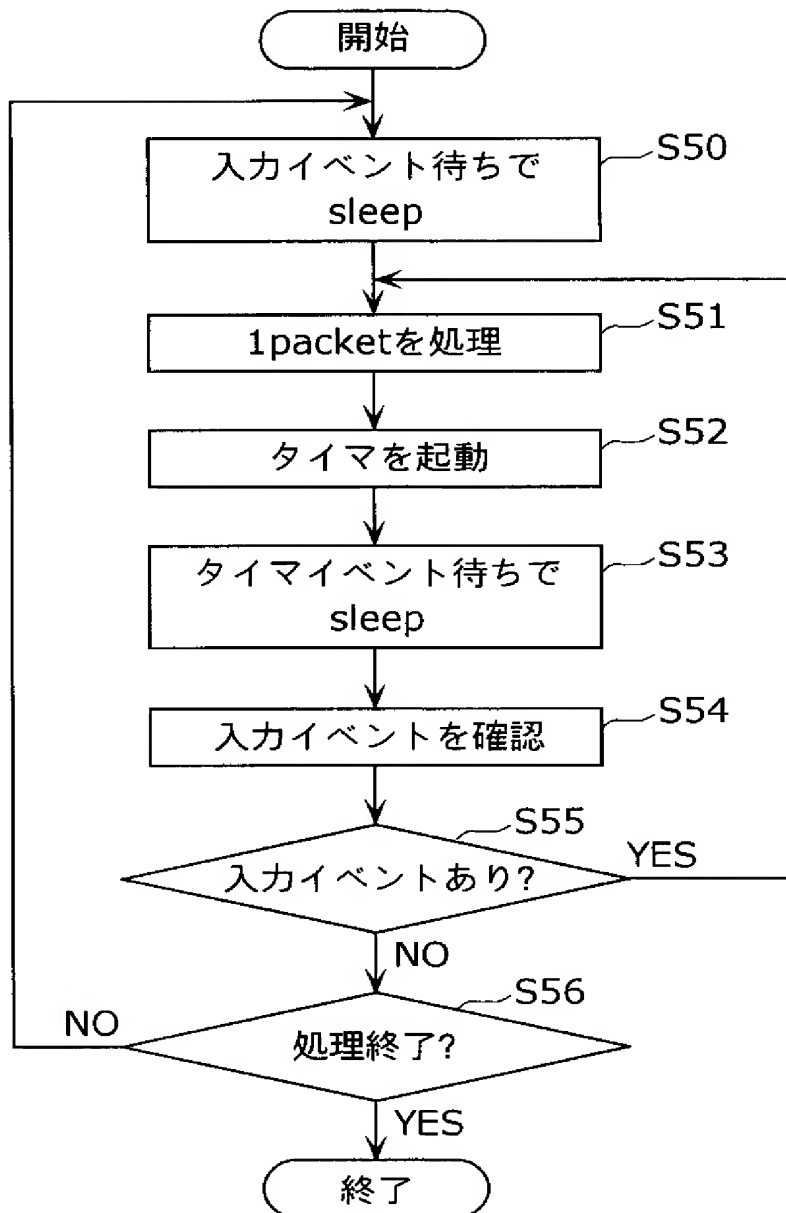 開始
入力イベント待ちで
sleep
S50
1packetを処理
S51
タイマを起動
S52
タイマイベント待ちで
sleep
S53
入力イベントを確認
S54
入力イベントあり?
S55
YES
NO
処理終了?
S56
NO
YES
終了